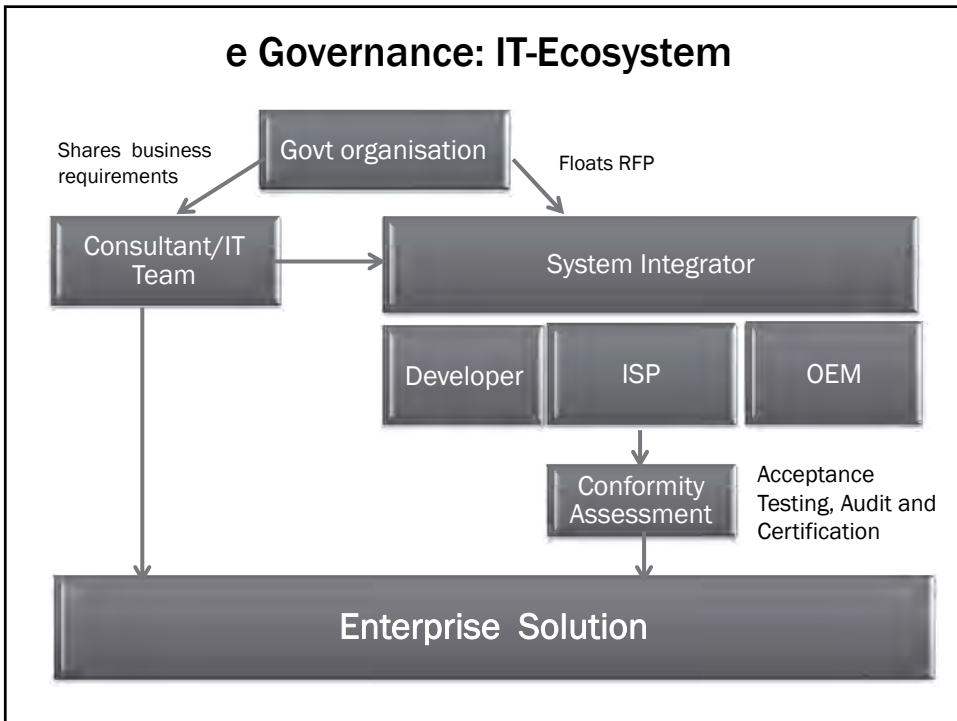 e Governance: IT-Ecosystem
Shares business
requirements
Govt organisation
Floats RFP
Consultant/IT
Team
System Integrator
Developer
ISP
OEM
Conformity
Assessment
Acceptance
Testing, Audit and
Certification
Enterprise Solution